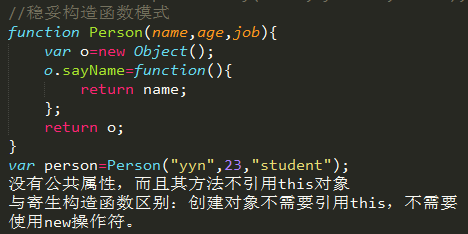 //稳妥构造函数模式
function Person(name,age,job){
var o=new Object();
o.sayName=function(){
return name;
};
return o;
}
var person=Person("yyn",23,"student");
没有公共属性，而且其方法不引用this对象
与寄生构造函数区别：创建对象不需要引用this，不需要
使用new操作符。